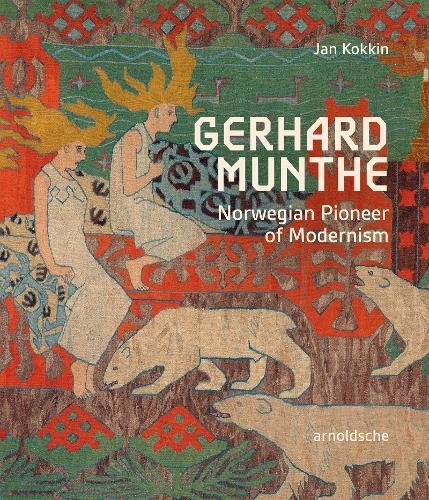 Jan Kokkin
GERHARD
MUNTHE
Norwegian Pioneer
of Modernism
arnoldsche